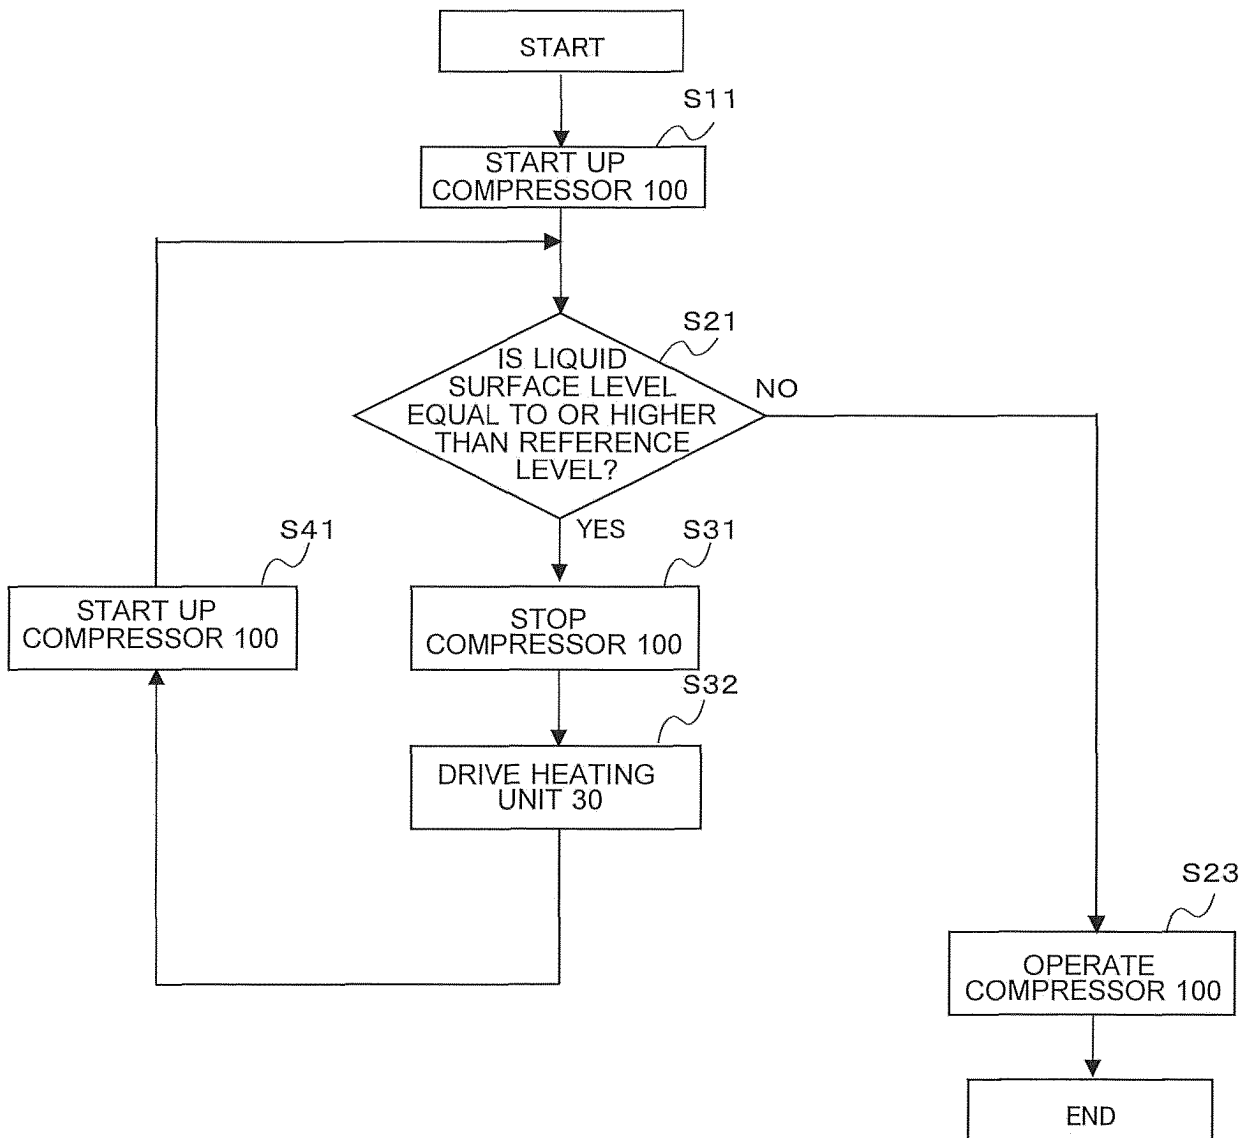 START
S11
START UP
COMPRESSOR 100
S21
IS LIQUID
SURFACE LEVEL
EQUAL TO OR HIGHER
THAN REFERENCE
LEVEL?
NO
YES
S41
START UP
COMPRESSOR 100
S31
STOP
COMPRESSOR 100
S32
DRIVE HEATING
UNIT 30
S23
OPERATE
COMPRESSOR 100
END